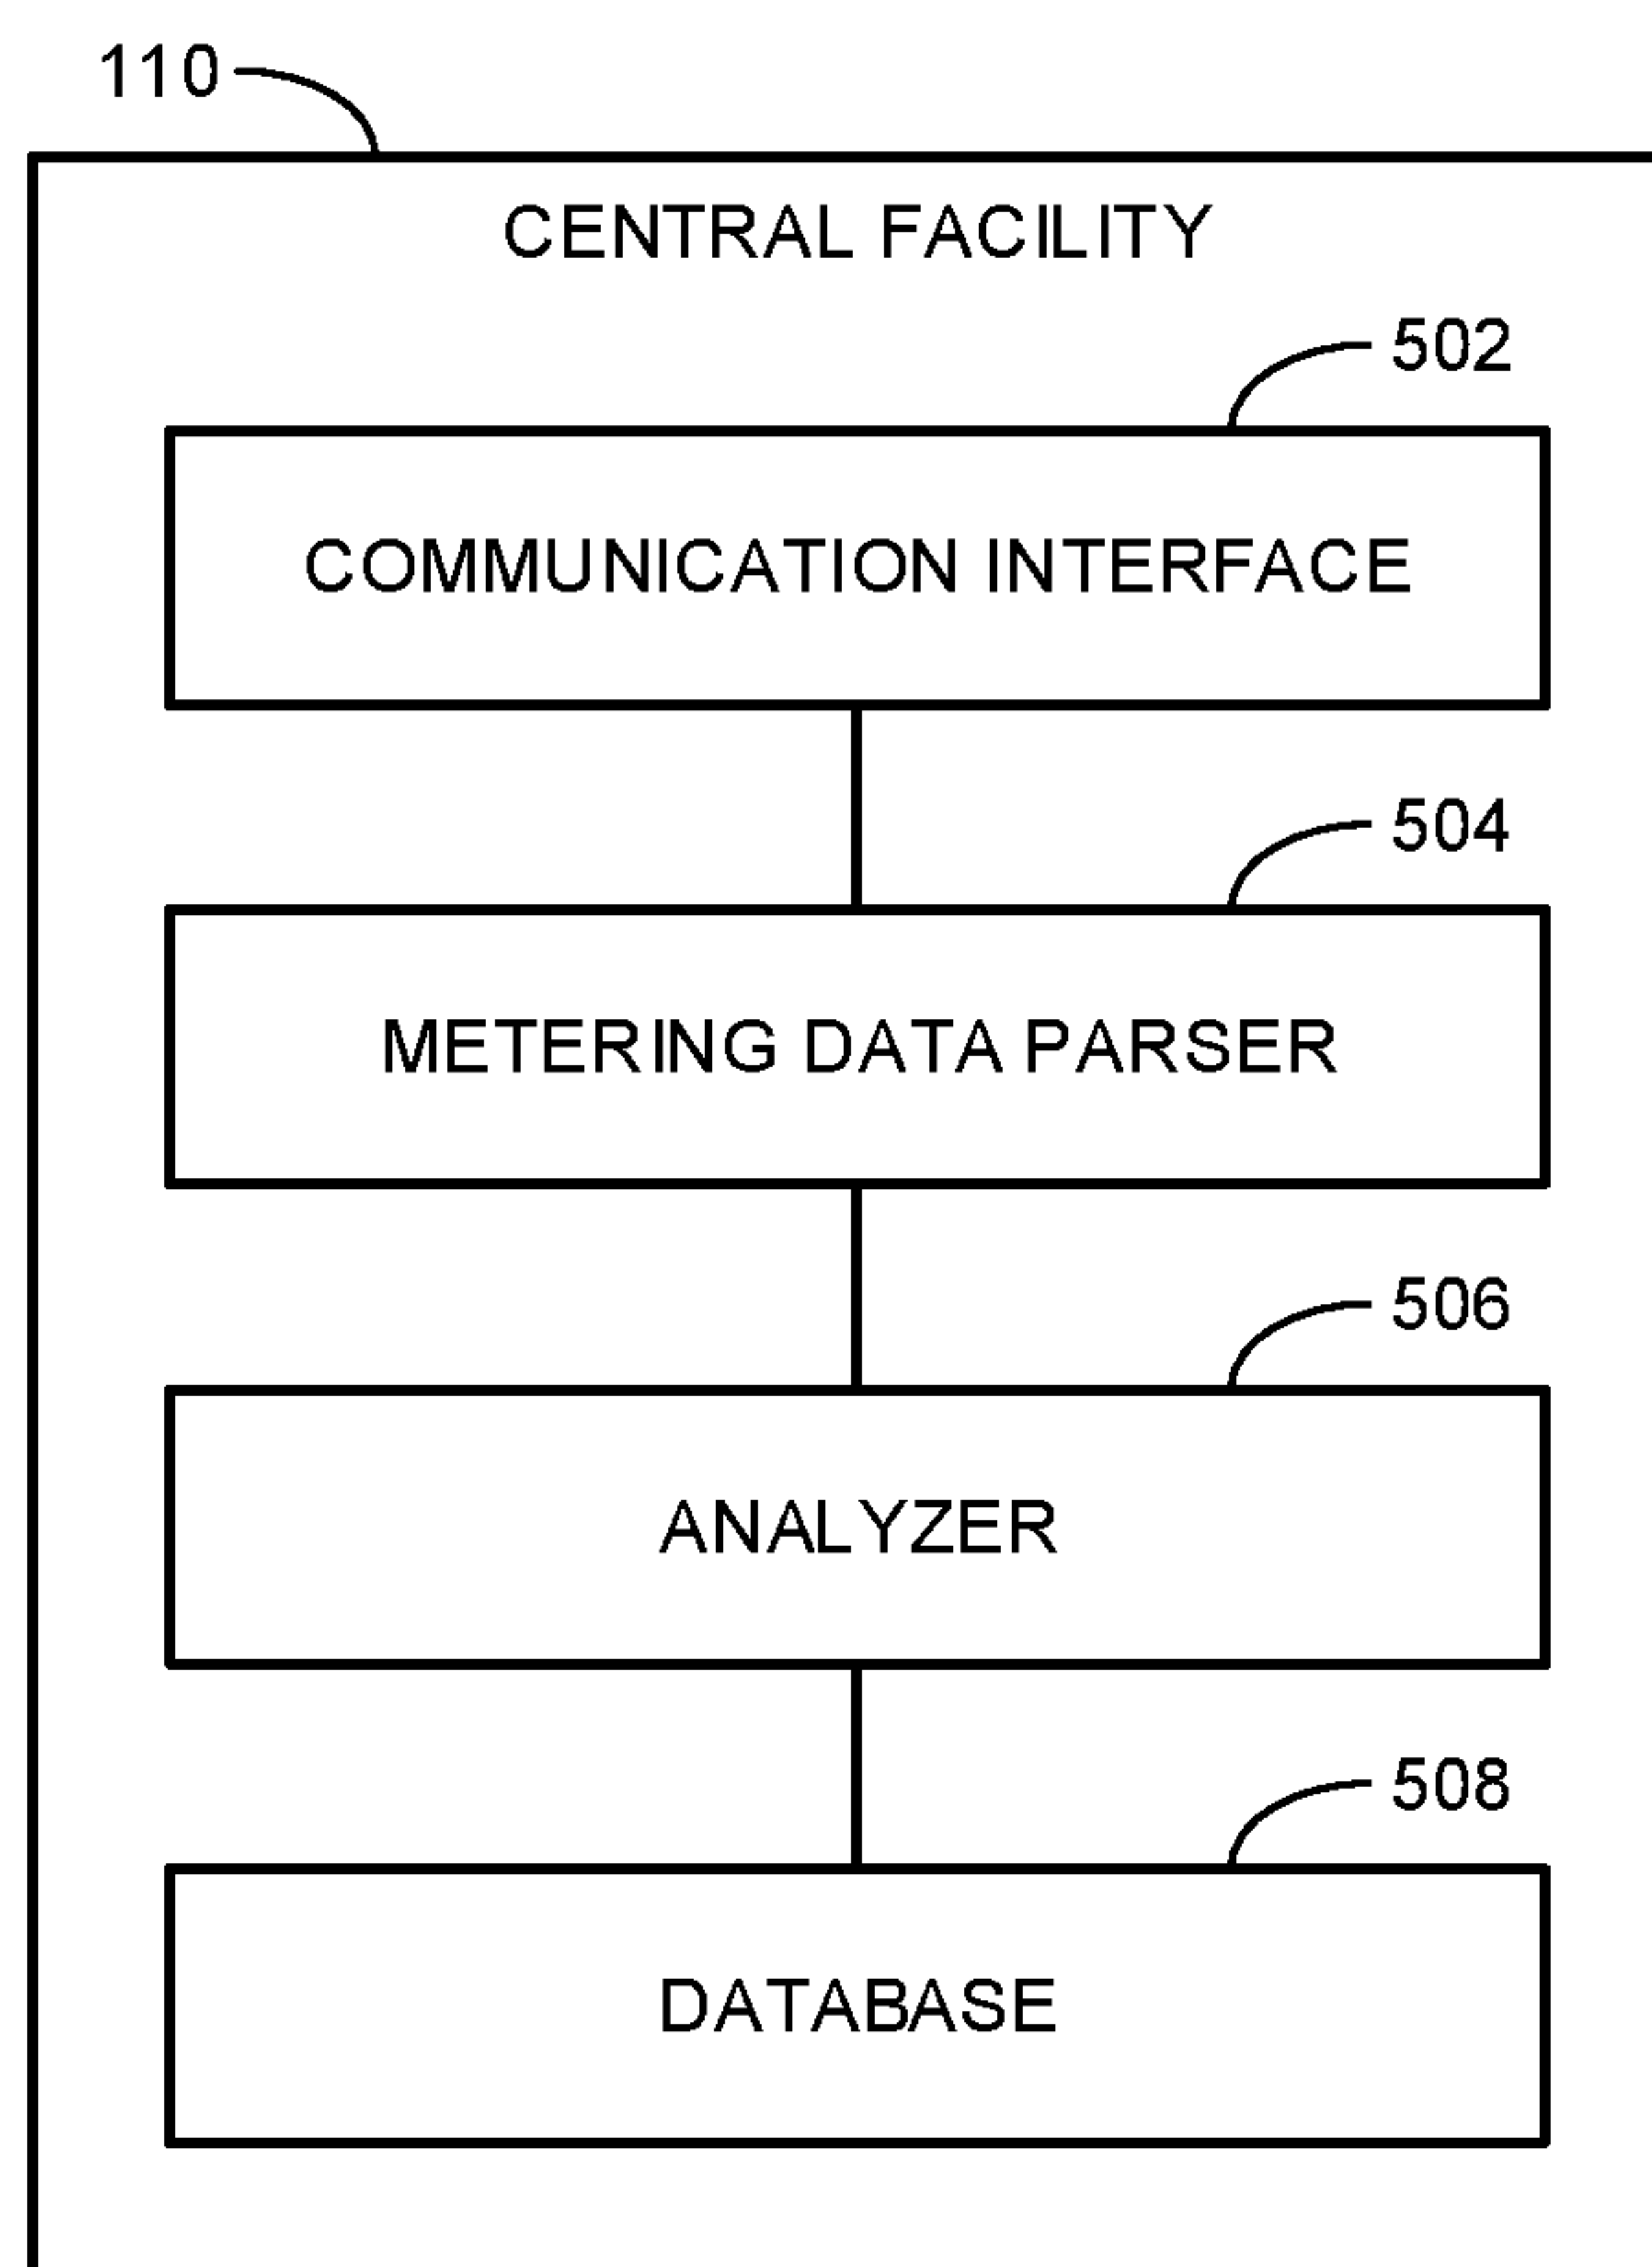 110
CENTRAL FACILITY
502
COMMUNICATION INTERFACE
504
METERING DATA PARSER
506
ANALYZER
508
DATABASE